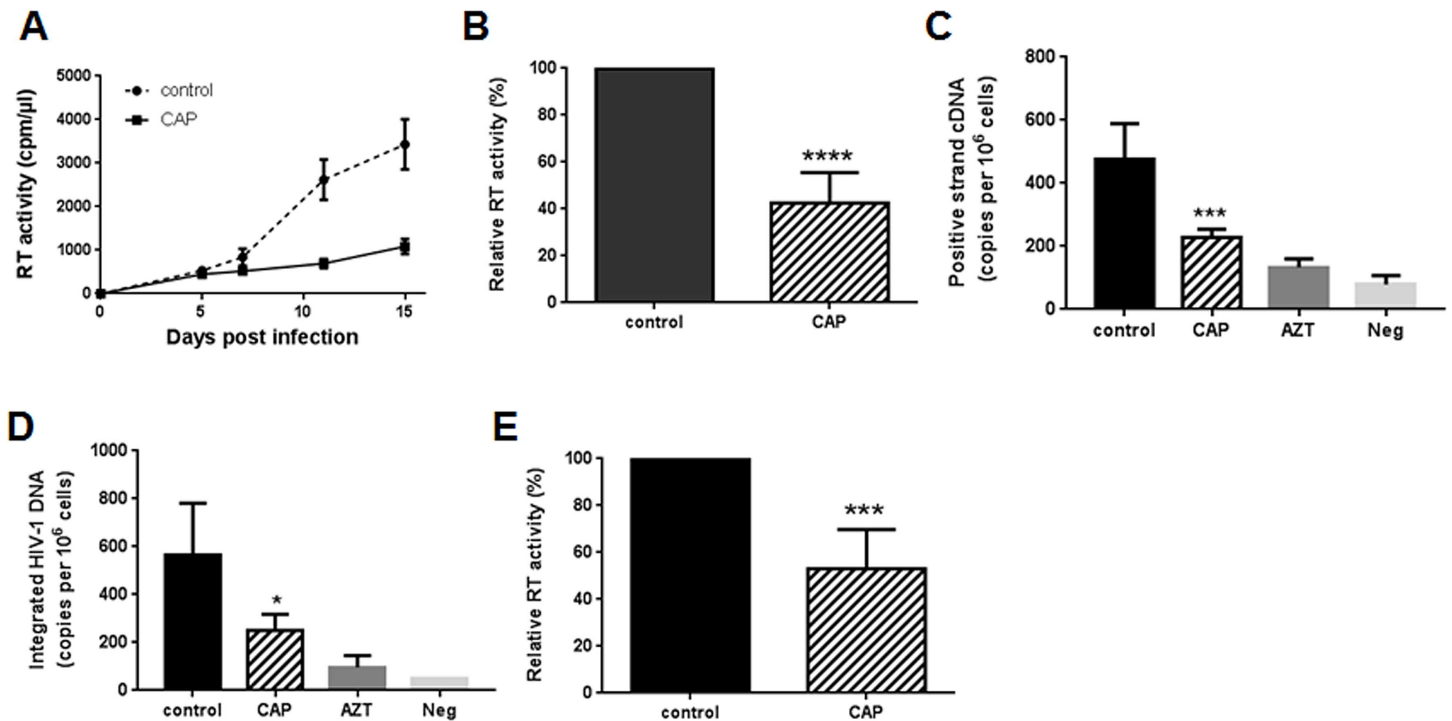 A
RT activity (cpm/µl)
5000
4000
3000
2000
1000
0
control
CAP
0
5
10
15
Days post infection
B
Relative RT activity (%)
100
80
60
40
20
0
****
control
CAP
C
Positive strand cDNA
(copies per 10⁶ cells)
800
600
400
200
0
***
control
CAP
AZT
Neg
D
Integrated HIV-1 DNA
(copies per 10⁶ cells)
1000
800
600
400
200
0
*
control
CAP
AZT
Neg
E
Relative RT activity (%)
100
80
60
40
20
0
***
control
CAP